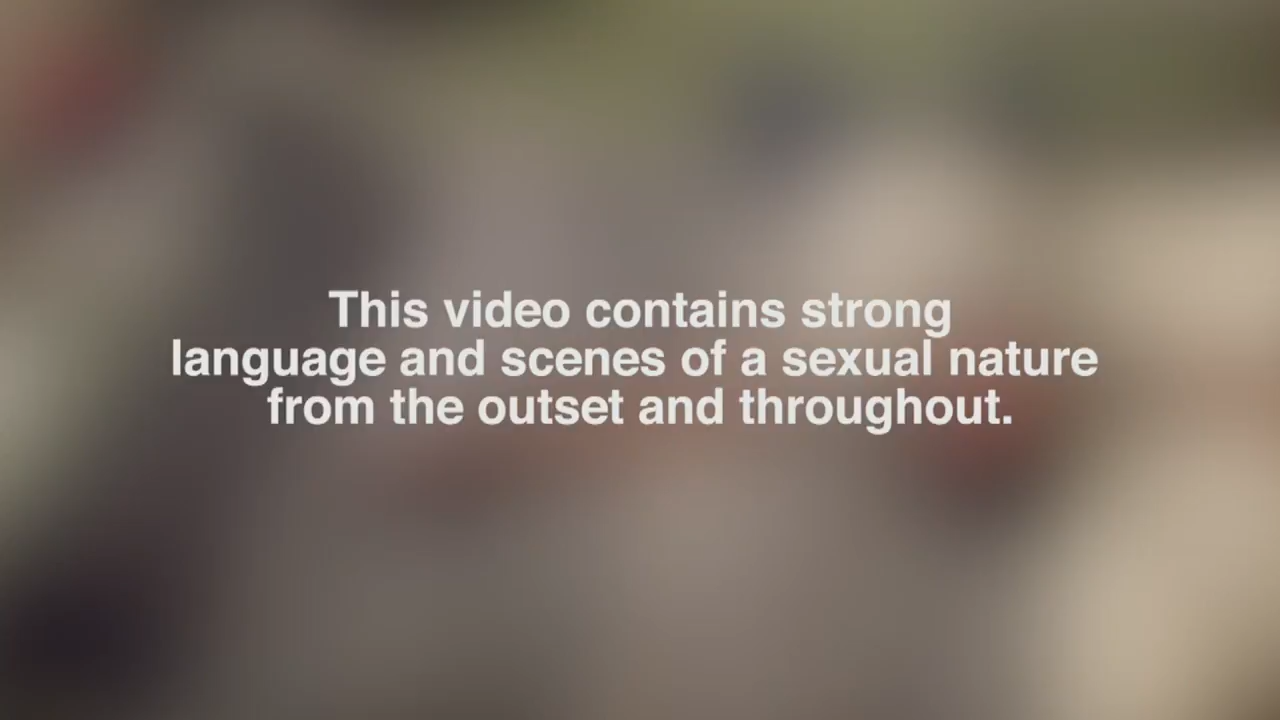 This video contains strong
language and scenes of a sexual nature
from the outset and throughout.